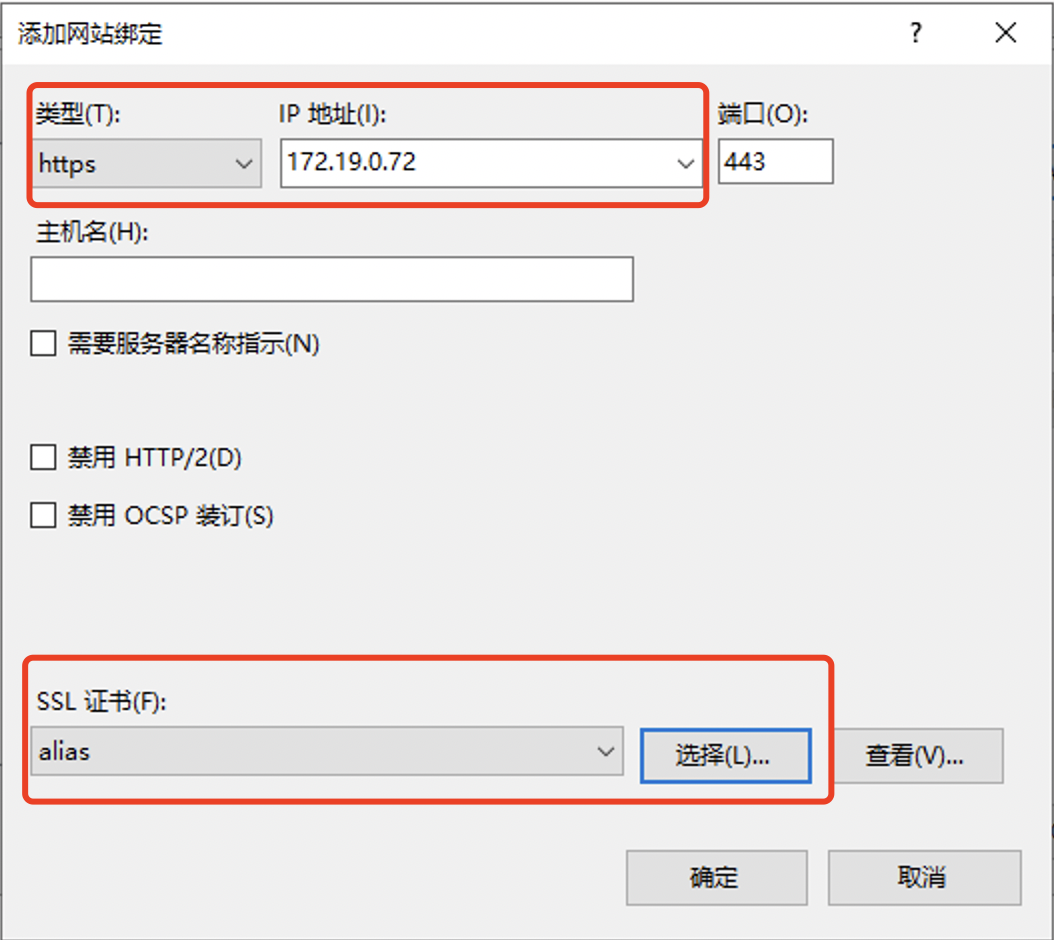 添加网站绑定 ?
类型(T): IP 地址(I): 端口(O):
https 172.19.0.72 443
主机名(H):
需要服务器名称指示(N)
禁用 HTTP/2(D)
禁用 OCSP 装订(S)
SSL 证书(F):
alias 选择(L)... 查看(V)...
确定 取消